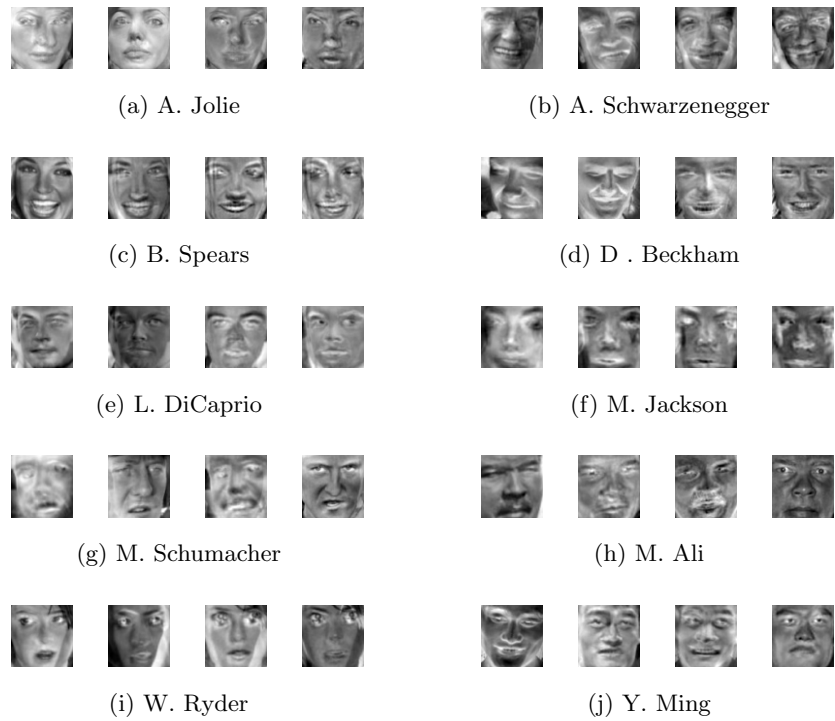 (a) A. Jolie
(b) A. Schwarzenegger
(c) B. Spears
(d) D . Beckham
(e) L. DiCaprio
(f) M. Jackson
(g) M. Schumacher
(h) M. Ali
(i) W. Ryder
(j) Y. Ming